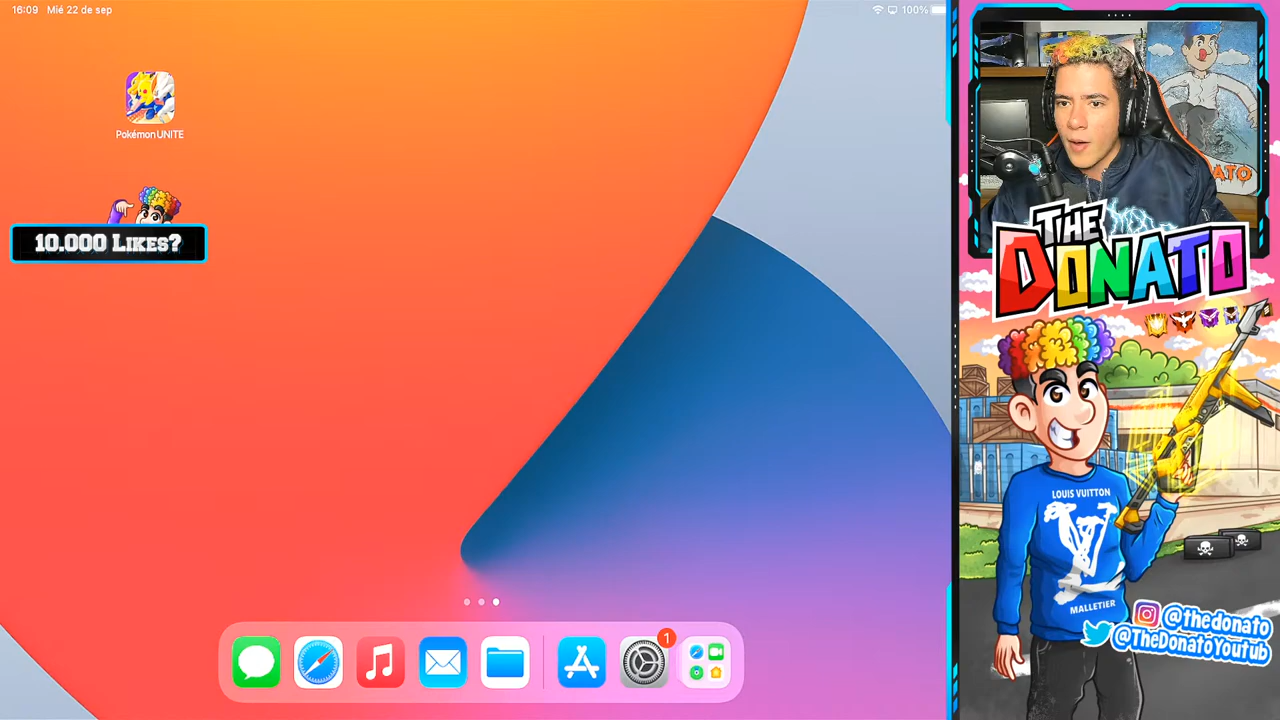 16:09 Mié 22 de sep
100%
Pokémon UNITE
10.000 LIKES?
1
ATO
THE
DONATO
LOUIS VUITTON
MALLETIER
@thedonato
@TheDonatoYoutub